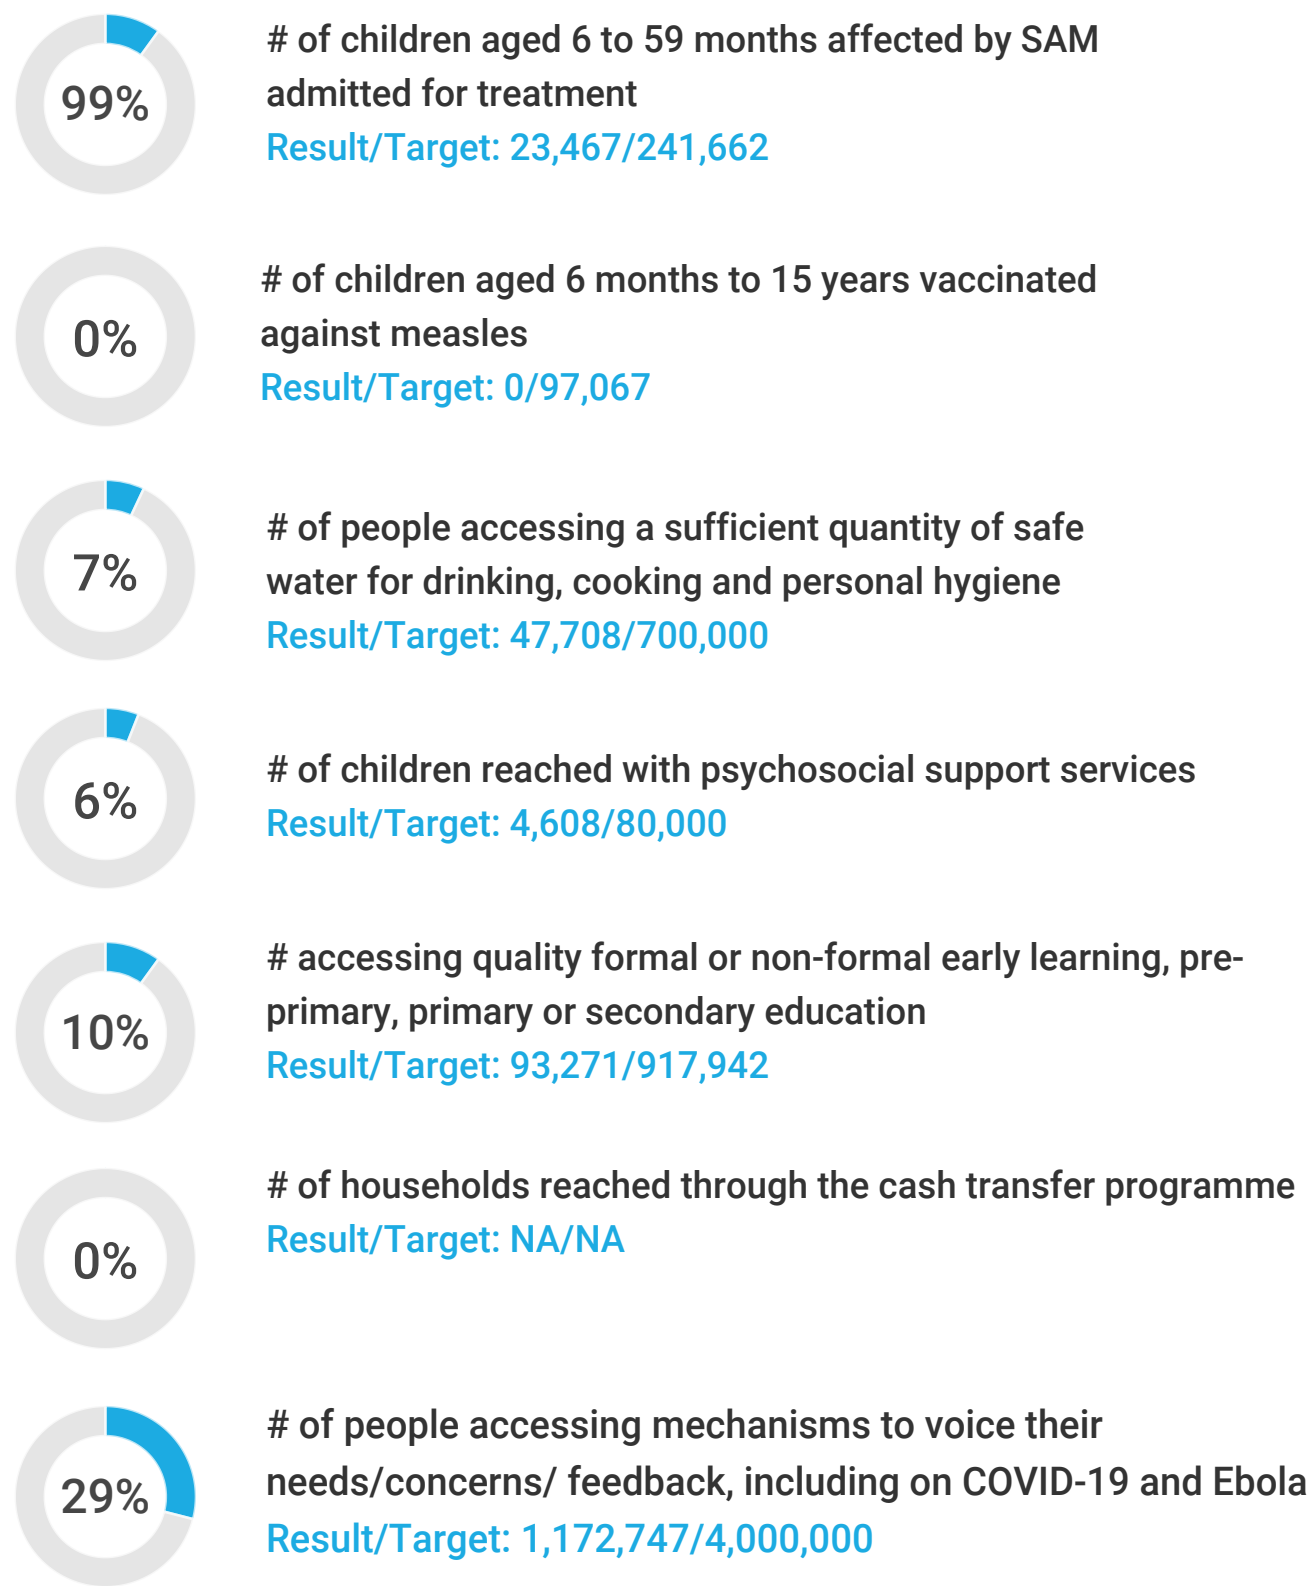 99%
# of children aged 6 to 59 months affected by SAM
admitted for treatment
Result/Target: 23,467/241,662
0%
# of children aged 6 months to 15 years vaccinated
against measles
Result/Target: 0/97,067
7%
# of people accessing a sufficient quantity of safe
water for drinking, cooking and personal hygiene
Result/Target: 47,708/700,000
6%
# of children reached with psychosocial support services
Result/Target: 4,608/80,000
10%
# accessing quality formal or non-formal early learning, pre-
primary, primary or secondary education
Result/Target: 93,271/917,942
0%
# of households reached through the cash transfer programme
Result/Target: NA/NA
29%
# of people accessing mechanisms to voice their
needs/concerns/ feedback, including on COVID-19 and Ebola
Result/Target: 1,172,747/4,000,000